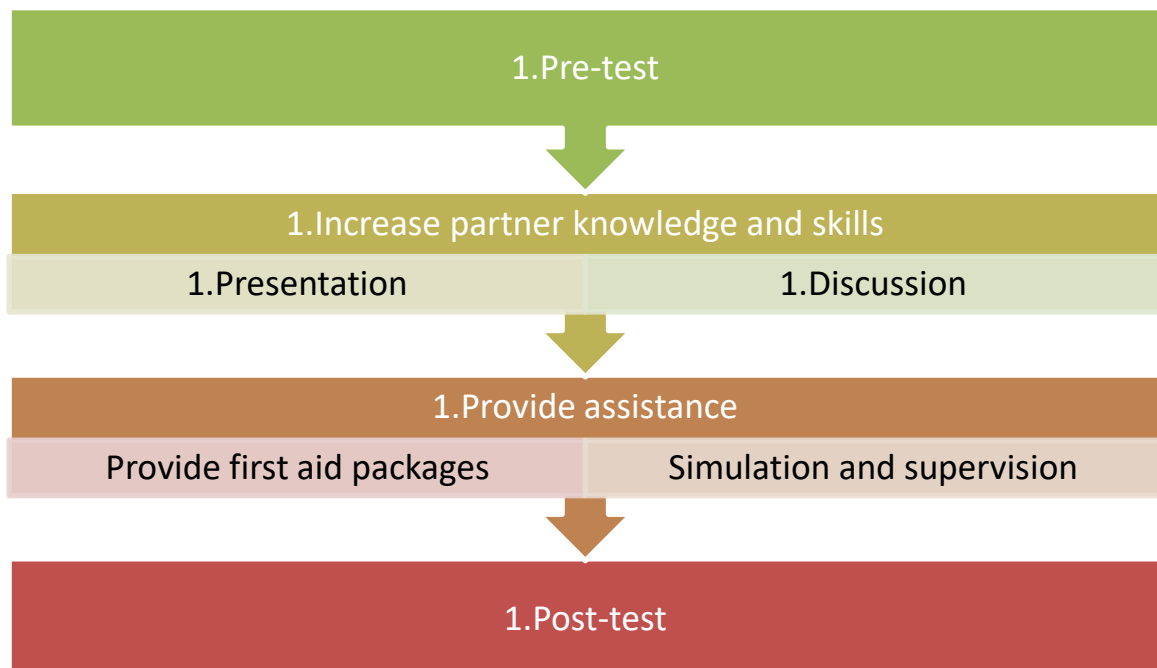 1.Pre-test
1.Increase partner knowledge and skills
1.Presentation
1.Discussion
1.Provide assistance
Provide first aid packages
Simulation and supervision
1.Post-test